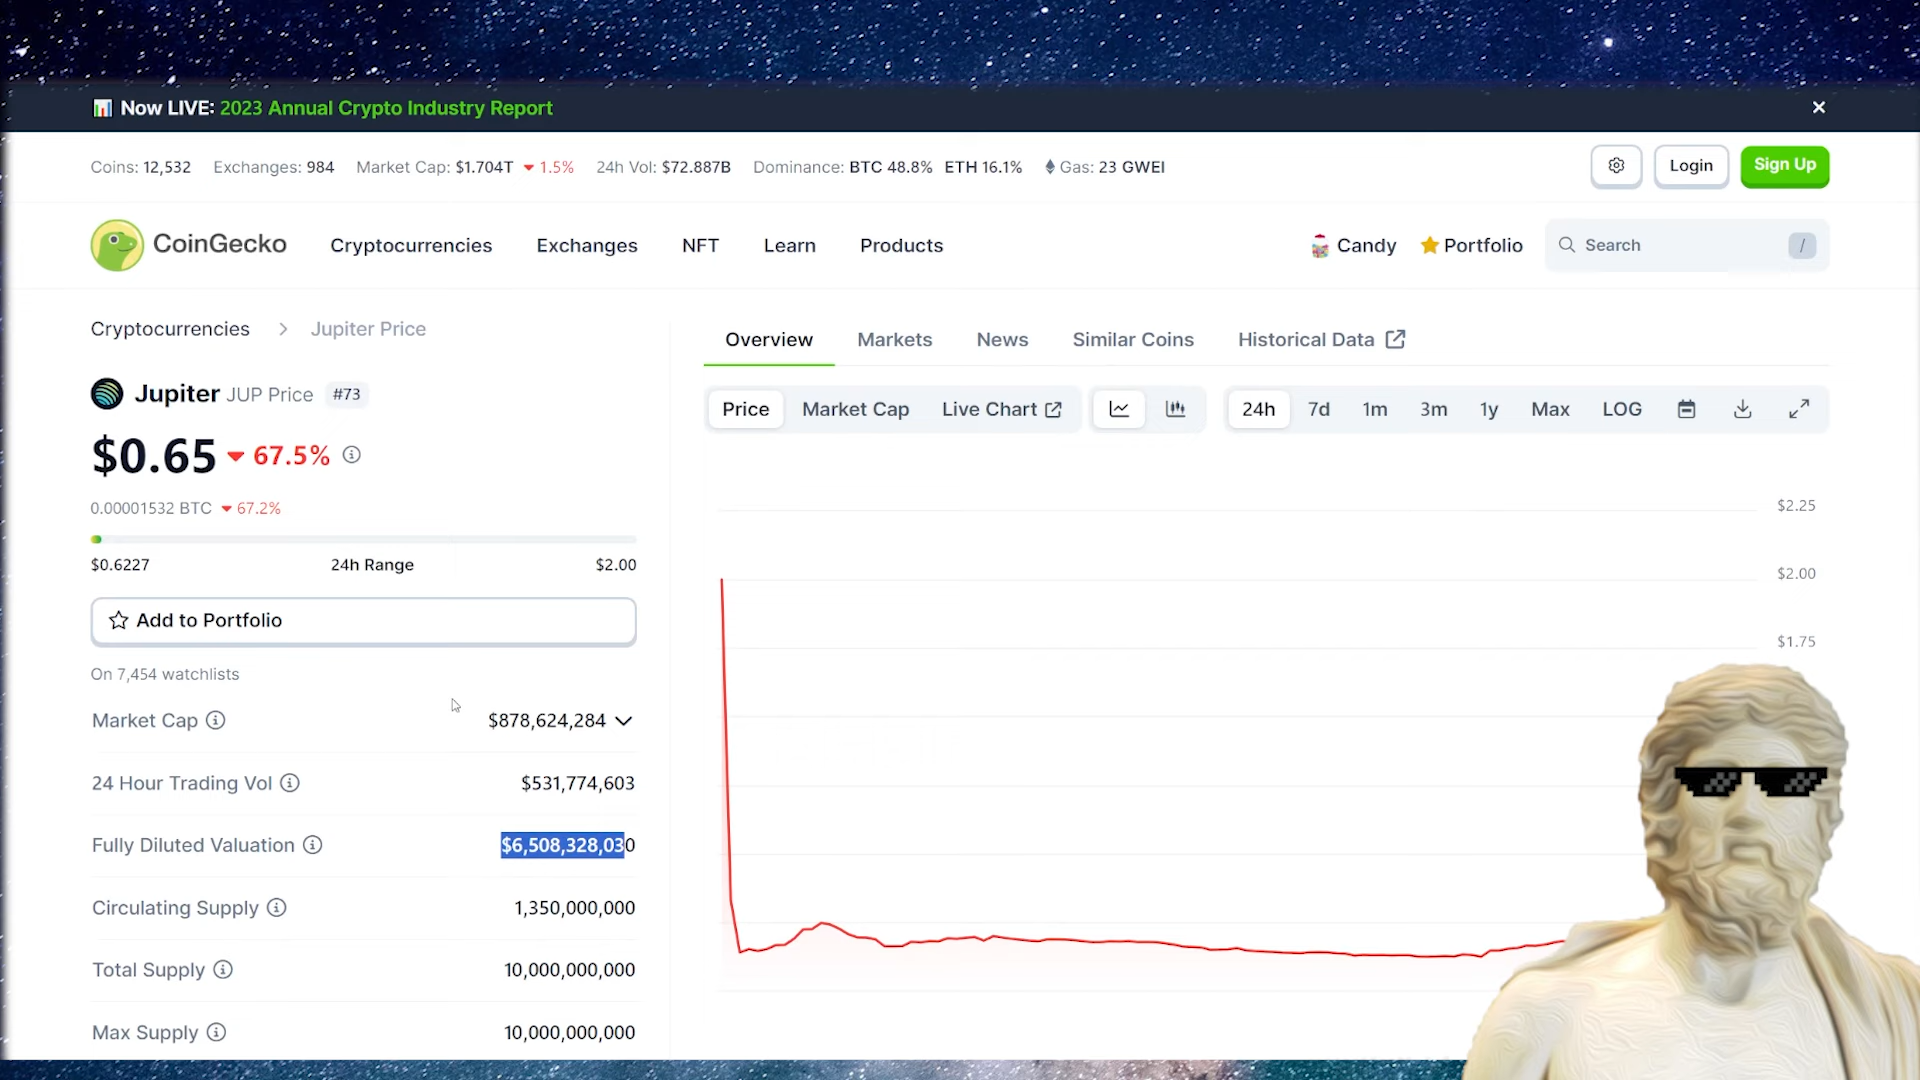 Now LIVE: 2023 Annual Crypto Industry Report
Coins: 12,532 Exchanges: 984 Market Cap: $1.704T 1.5% 24h Vol: $72.887B Dominance: BTC 48.8% ETH 16.1% Gas: 23 GWEI
Login
Sign Up
CoinGecko
Cryptocurrencies Exchanges NFT Learn Products
Candy Portfolio Search /
Cryptocurrencies > Jupiter Price
Jupiter JUP Price #73
$0.65 67.5%
0.00001532 BTC 67.2%
$0.6227 24h Range $2.00
Add to Portfolio
On 7,454 watchlists
Market Cap $878,624,284
24 Hour Trading Vol $531,774,603
Fully Diluted Valuation $6,508,328,030
Circulating Supply 1,350,000,000
Total Supply 10,000,000,000
Max Supply 10,000,000,000
Overview Markets News Similar Coins Historical Data
Price Market Cap Live Chart 24h 7d 1m 3m 1y Max LOG
$2.25
$2.00
$1.75